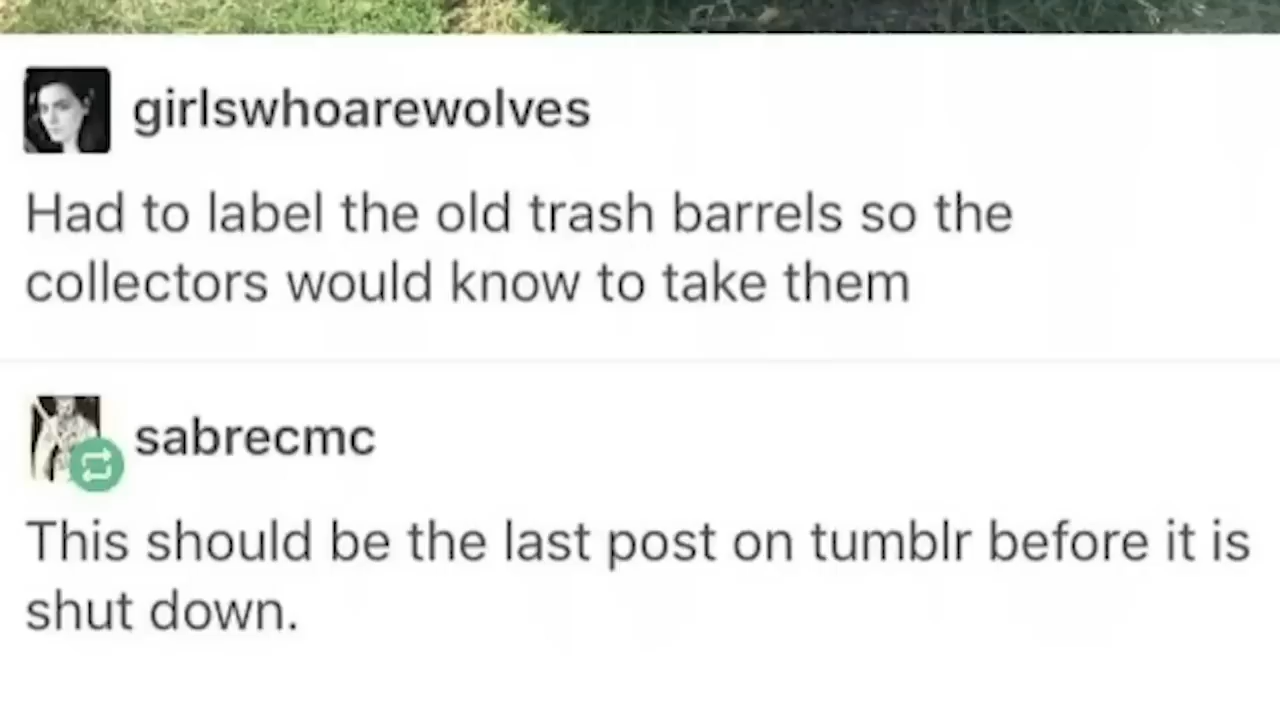 girlswhoarewolves
Had to label the old trash barrels so the
collectors would know to take them
sabrecmc
This should be the last post on tumblr before it is
shut down.